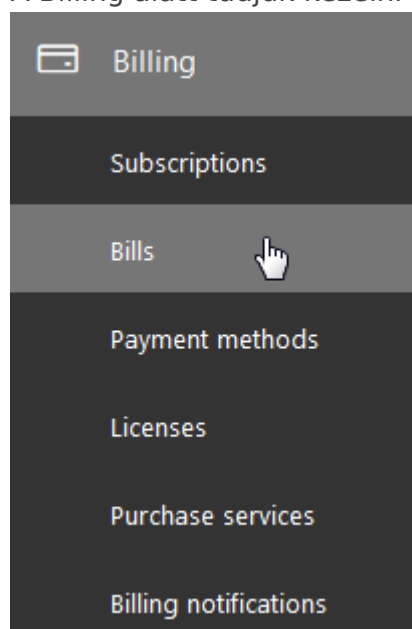 Billing
Subscriptions
Bills
Payment methods
Licenses
Purchase services
Billing notifications